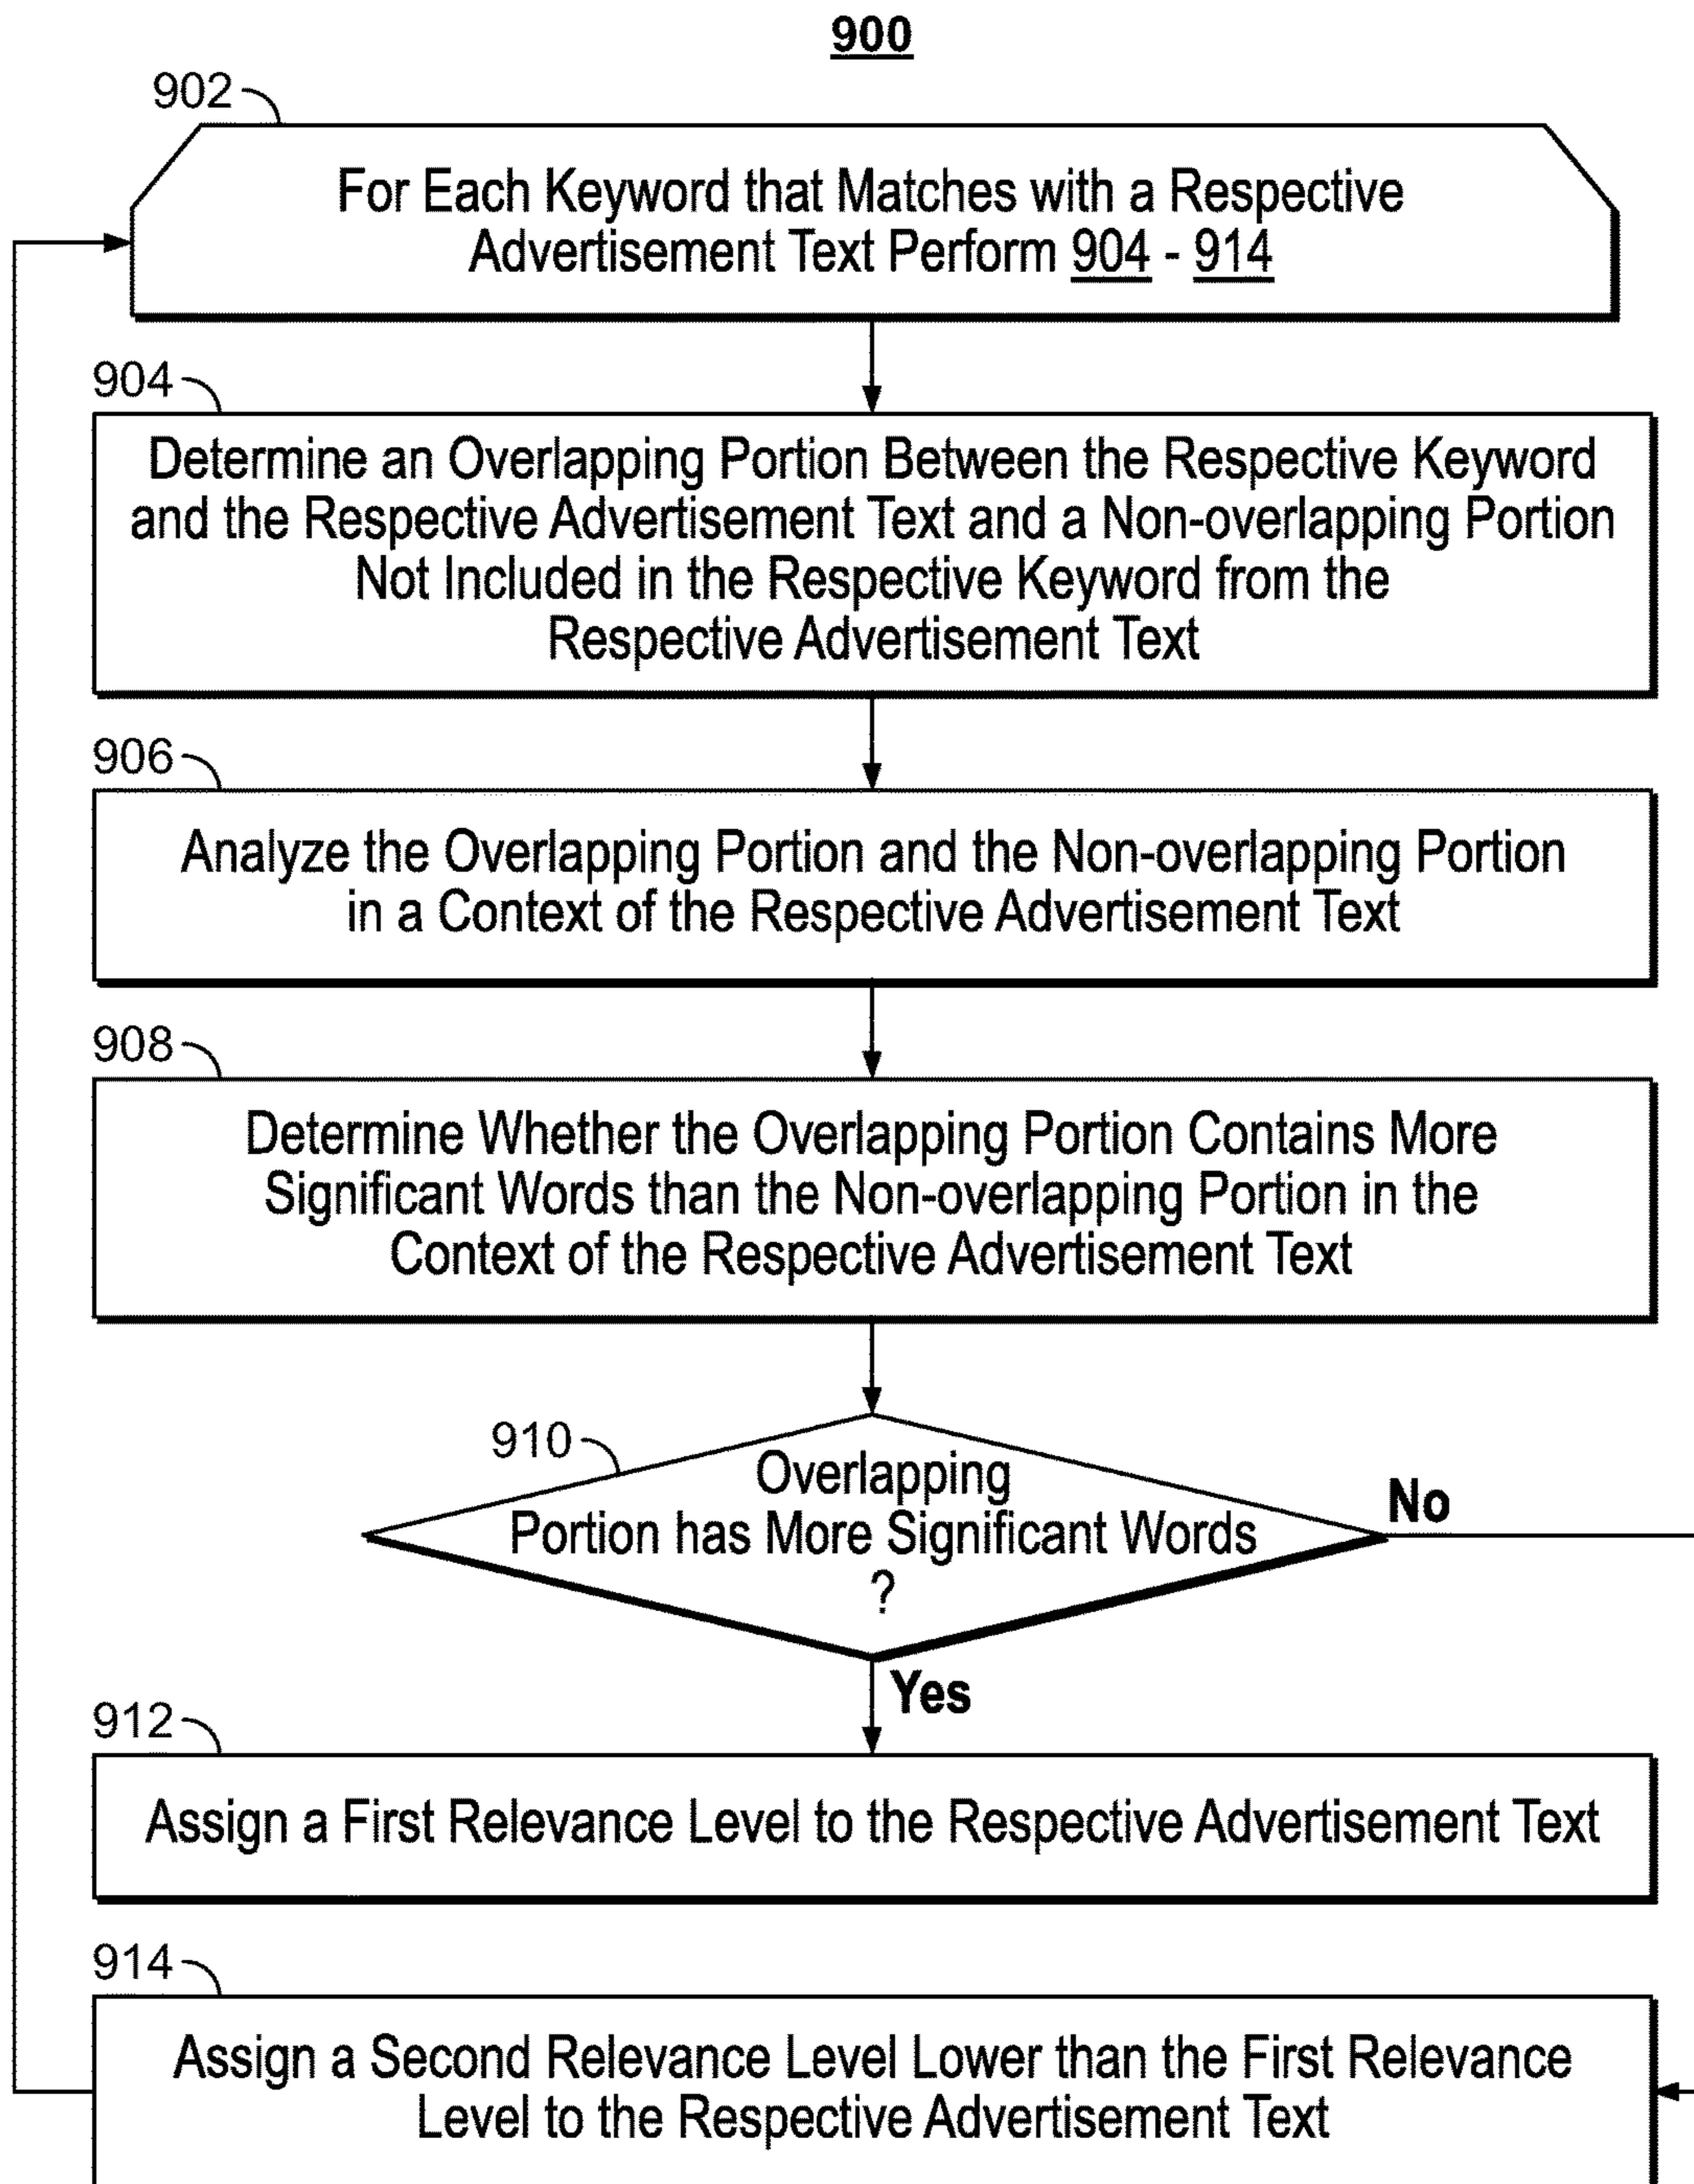 900
902
For Each Keyword that Matches with a Respective
Advertisement Text Perform 904 - 914
904
Determine an Overlapping Portion Between the Respective Keyword
and the Respective Advertisement Text and a Non-overlapping Portion
Not Included in the Respective Keyword from the
Respective Advertisement Text
906
Analyze the Overlapping Portion and the Non-overlapping Portion
in a Context of the Respective Advertisement Text
908
Determine Whether the Overlapping Portion Contains More
Significant Words than the Non-overlapping Portion in the
Context of the Respective Advertisement Text
910
Overlapping
Portion has More Significant Words
?
No
Yes
912
Assign a First Relevance Level to the Respective Advertisement Text
914
Assign a Second Relevance Level Lower than the First Relevance
Level to the Respective Advertisement Text